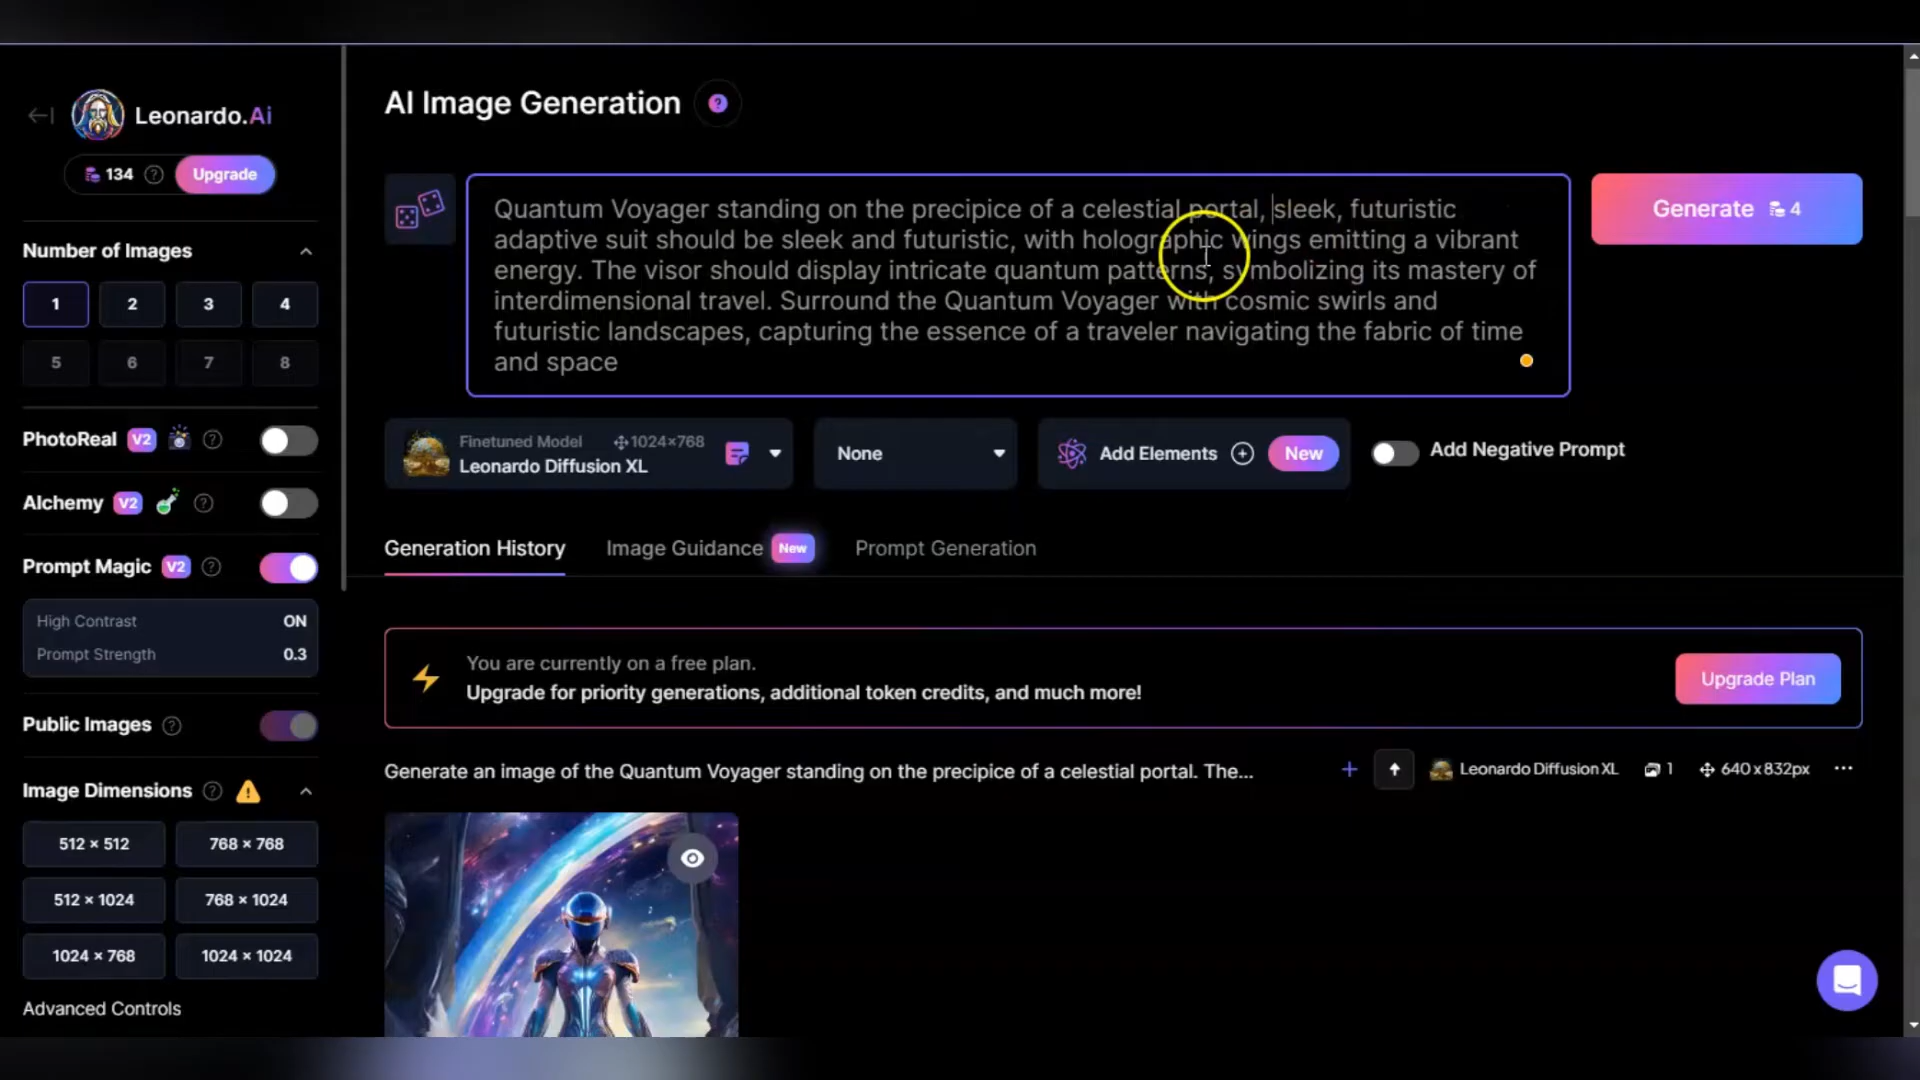 Leonardo.Ai
134
Upgrade
Number of Images
1 2 3 4
5 6 7 8
PhotoReal V2
Alchemy V2
Prompt Magic V2
High Contrast ON
Prompt Strength 0.3
Public Images
Image Dimensions
512 × 512 768 × 768
512 × 1024 768 × 1024
1024 × 768 1024 × 1024
Advanced Controls
AI Image Generation
Quantum Voyager standing on the precipice of a celestial portal, sleek, futuristic
adaptive suit should be sleek and futuristic, with holographic wings emitting a vibrant
energy. The visor should display intricate quantum patterns, symbolizing its mastery of
interdimensional travel. Surround the Quantum Voyager with cosmic swirls and
futuristic landscapes, capturing the essence of a traveler navigating the fabric of time
and space
Generate 4
Finetuned Model 1024×768
Leonardo Diffusion XL
None
Add Elements New
Add Negative Prompt
Generation History Image Guidance New Prompt Generation
You are currently on a free plan.
Upgrade for priority generations, additional token credits, and much more!
Upgrade Plan
Generate an image of the Quantum Voyager standing on the precipice of a celestial portal. The...
Leonardo Diffusion XL 1 640 x 832px